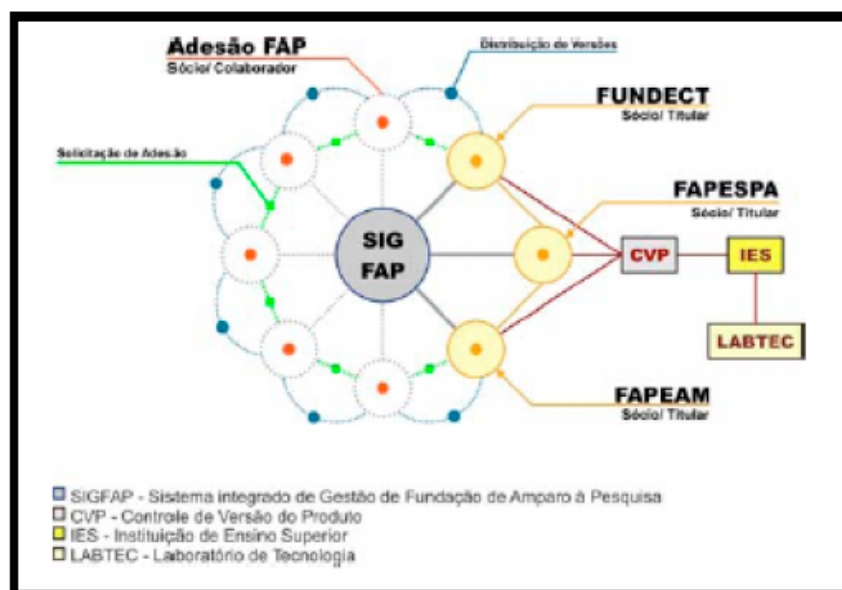 Adesão FAP
Sócio/ Colaborador
Distribuição de Versões
FUNDECT
Sócio/ Titular
Solicitação de Adesão
FAPESPA
Sócio/ Titular
SIG
FAP
CVP
IES
LABTEC
FAPEAM
Sócio/ Titular
SIGFAP - Sistema integrado de Gestão de Fundação de Amparo à Pesquisa
CVP - Controle de Versão do Produto
IES - Instituição de Ensino Superior
LABTEC - Laboratório de Tecnologia